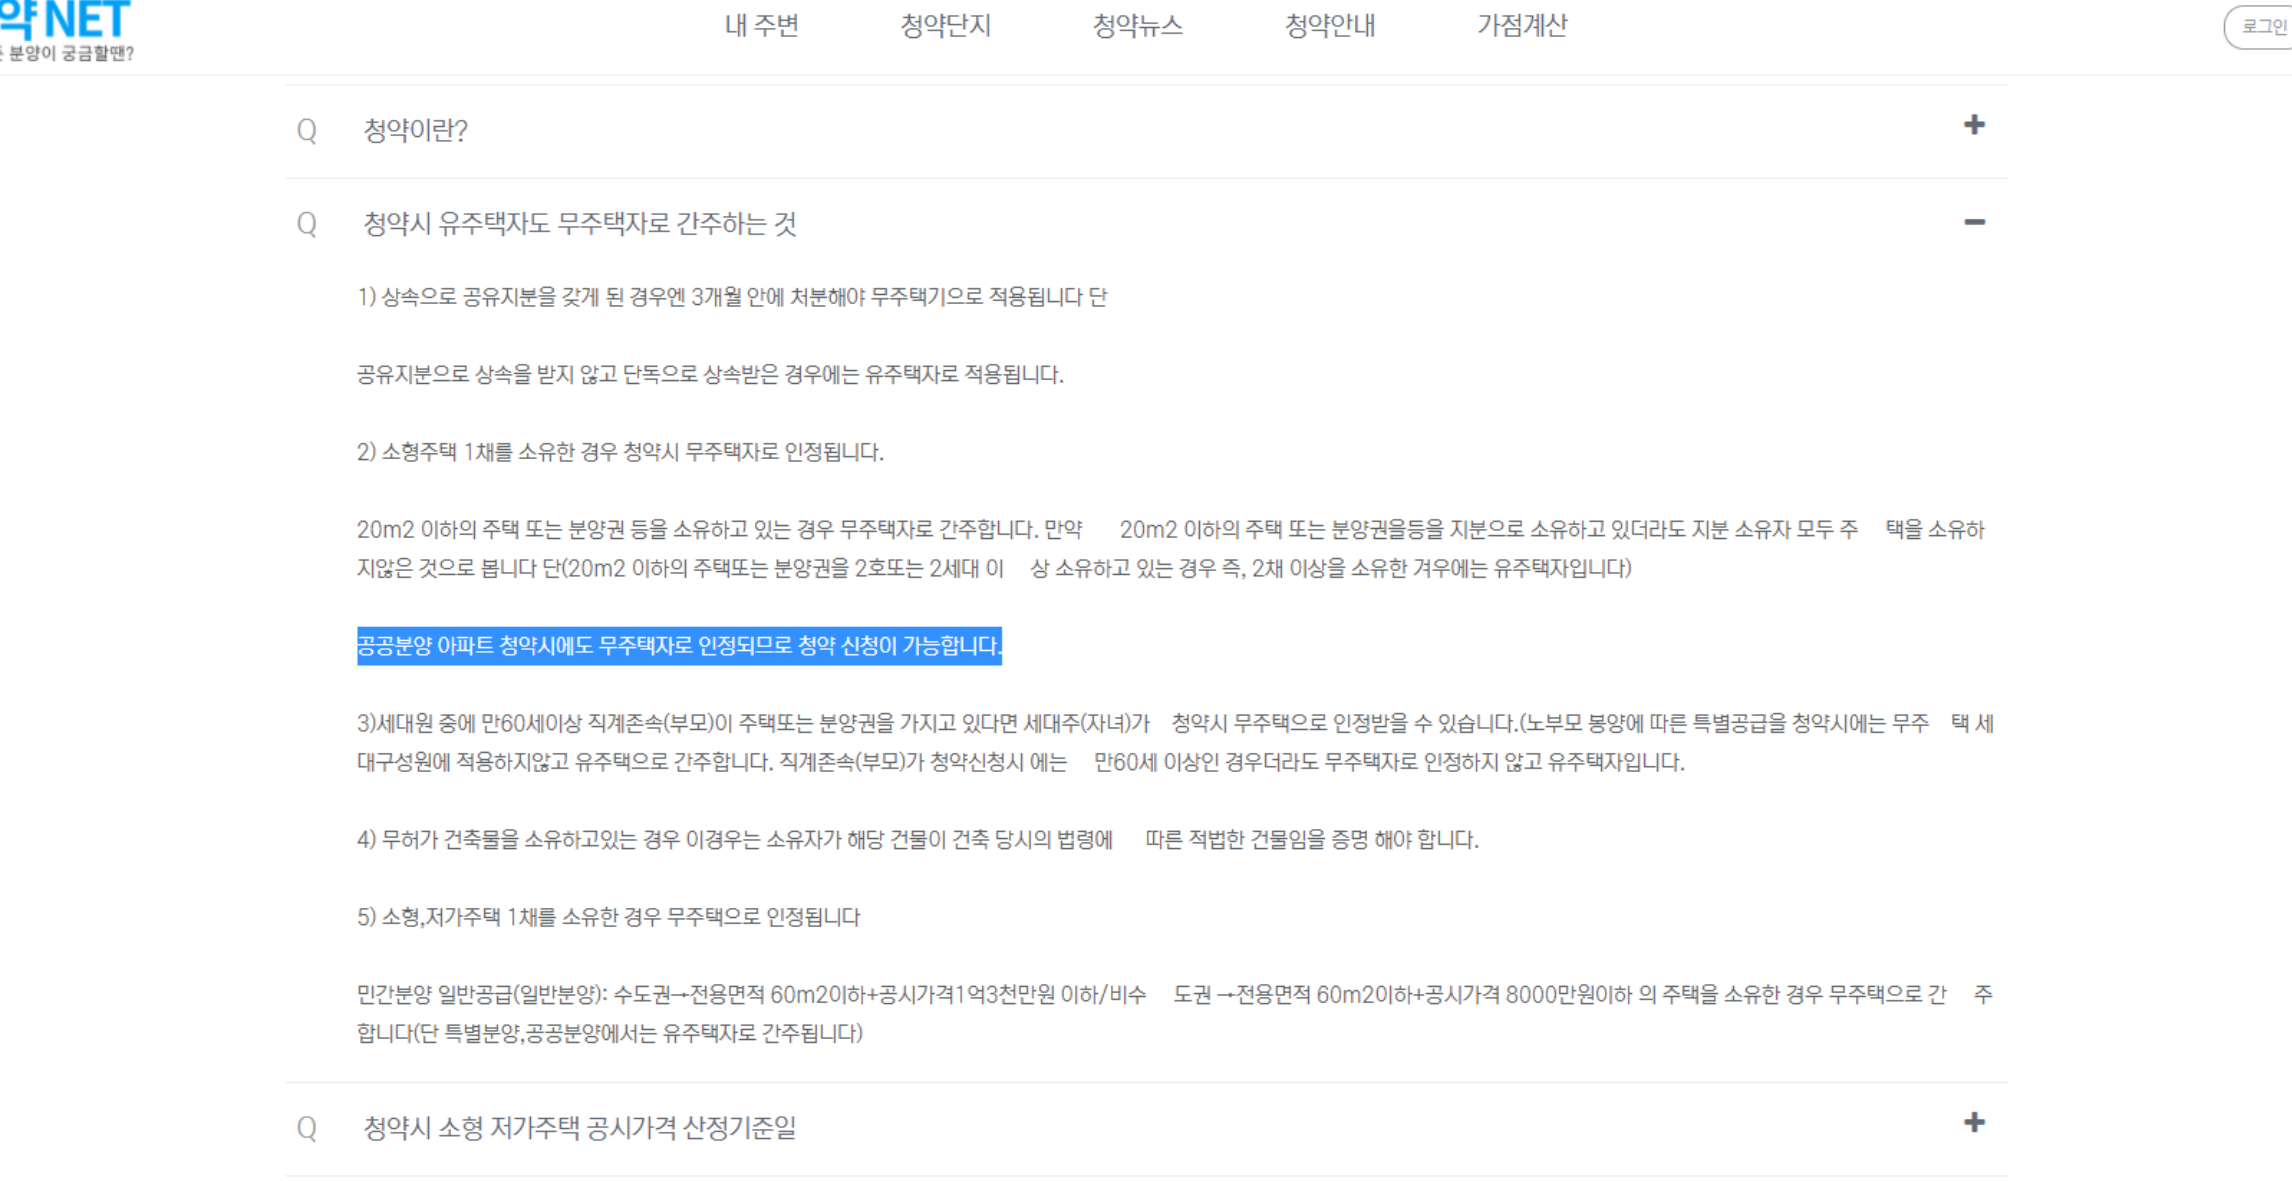 약 NET
분양이 궁금할땐?
내 주변
청약단지
청약뉴스
청약안내
가점계산
로그인
Q 청약이란?
Q 청약시 유주택자도 무주택자로 간주하는 것
1) 상속으로 공유지분을 갖게 된 경우엔 3개월 안에 처분해야 무주택기으로 적용됩니다 단
공유지분으로 상속을 받지 않고 단독으로 상속받은 경우에는 유주택자로 적용됩니다.
2) 소형주택 1채를 소유한 경우 청약시 무주택자로 인정됩니다.
20m2 이하의 주택 또는 분양권 등을 소유하고 있는 경우 무주택자로 간주합니다. 만약 20m2 이하의 주택 또는 분양권을등을 지분으로 소유하고 있더라도 지분 소유자 모두 주 택을 소유하
지않은 것으로 봅니다 단(20m2 이하의 주택또는 분양권을 2호또는 2세대 이 상 소유하고 있는 경우 즉, 2채 이상을 소유한 겨우에는 유주택자입니다)
공공분양 아파트 청약시에도 무주택자로 인정되므로 청약 신청이 가능합니다.
3)세대원 중에 만60세이상 직계존속(부모)이 주택또는 분양권을 가지고 있다면 세대주(자녀)가 청약시 무주택으로 인정받을 수 있습니다.(노부모 봉양에 따른 특별공급을 청약시에는 무주 택 세
대구성원에 적용하지않고 유주택으로 간주합니다. 직계존속(부모)가 청약신청시 에는 만60세 이상인 경우더라도 무주택자로 인정하지 않고 유주택자입니다.
4) 무허가 건축물을 소유하고있는 경우 이경우는 소유자가 해당 건물이 건축 당시의 법령에 따른 적법한 건물임을 증명 해야 합니다.
5) 소형,저가주택 1채를 소유한 경우 무주택으로 인정됩니다
민간분양 일반공급(일반분양): 수도권→전용면적 60m2이하+공시가격1억3천만원 이하/비수 도권 →전용면적 60m2이하+공시가격 8000만원이하 의 주택을 소유한 경우 무주택으로 간 주
합니다(단 특별분양,공공분양에서는 유주택자로 간주됩니다)
Q 청약시 소형 저가주택 공시가격 산정기준일